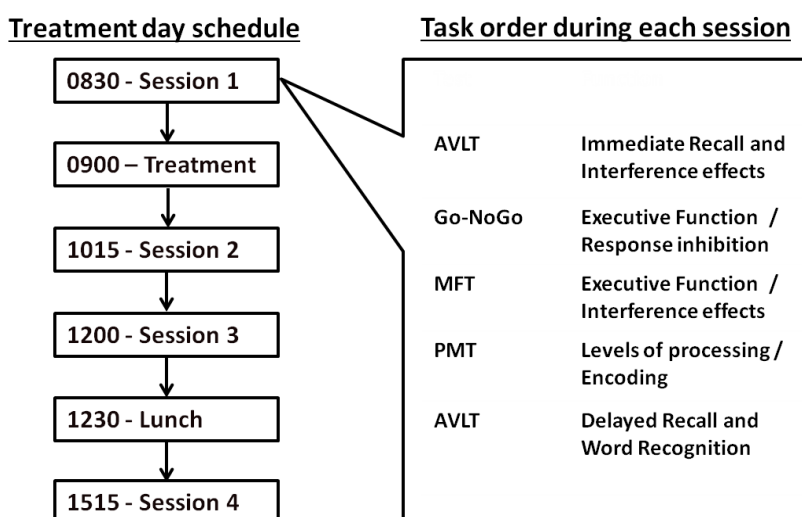 Treatment day schedule
0830 - Session 1
0900 – Treatment
1015 - Session 2
1200 - Session 3
1230 - Lunch
1515 - Session 4
Task order during each session
AVLT Immediate Recall and
Interference effects
Go-NoGo Executive Function /
Response inhibition
MFT Executive Function /
Interference effects
PMT Levels of processing /
Encoding
AVLT Delayed Recall and
Word Recognition